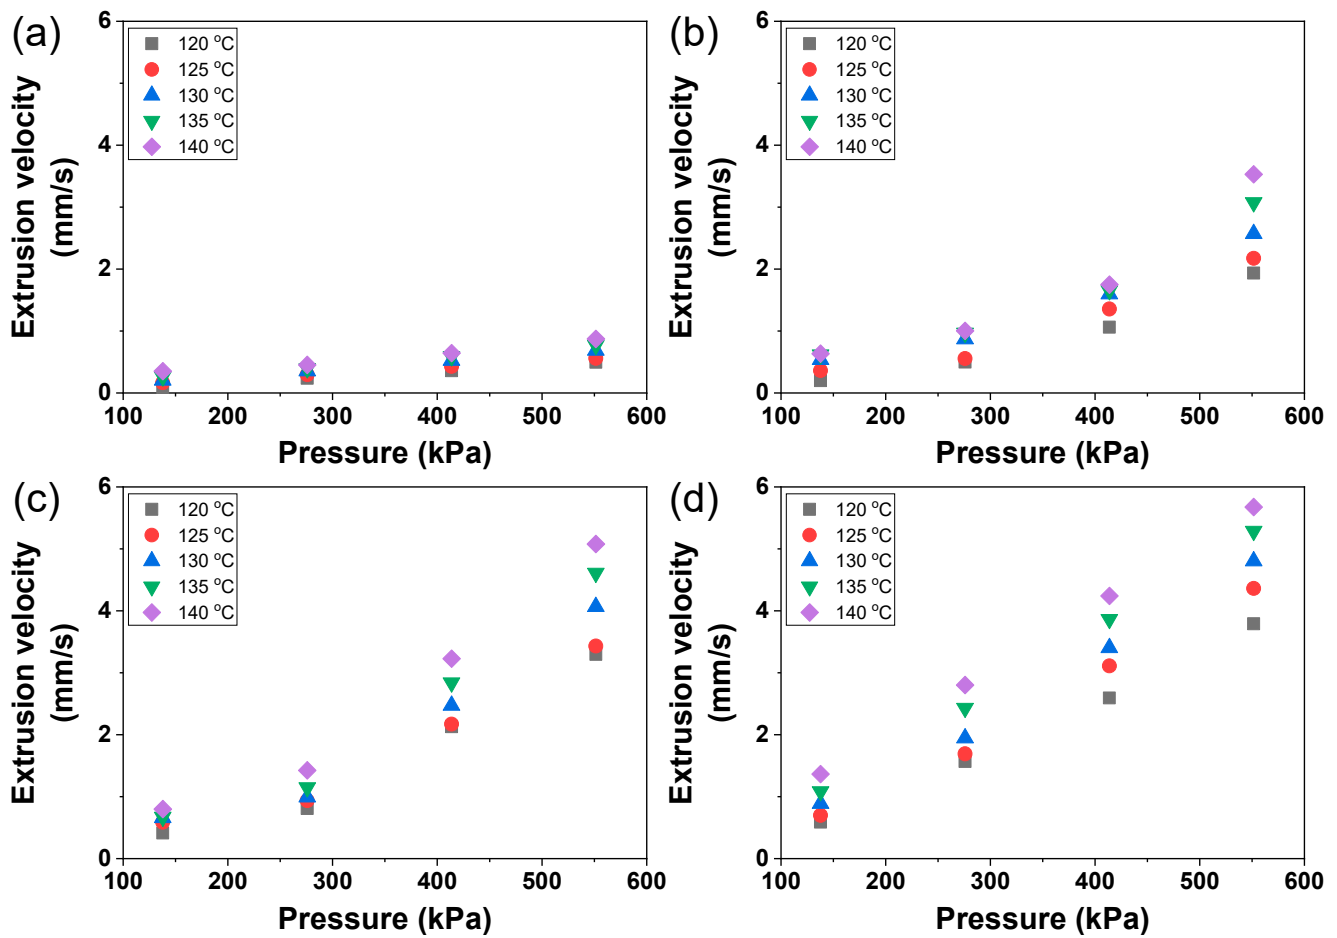 (a)
120 °C
125 °C
130 °C
135 °C
140 °C
Extrusion velocity
(mm/s)
6
4
2
0
100 200 300 400 500 600
Pressure (kPa)
(b)
120 °C
125 °C
130 °C
135 °C
140 °C
Extrusion velocity
(mm/s)
6
4
2
0
100 200 300 400 500 600
Pressure (kPa)
(c)
120 °C
125 °C
130 °C
135 °C
140 °C
Extrusion velocity
(mm/s)
6
4
2
0
100 200 300 400 500 600
Pressure (kPa)
(d)
120 °C
125 °C
130 °C
135 °C
140 °C
Extrusion velocity
(mm/s)
6
4
2
0
100 200 300 400 500 600
Pressure (kPa)